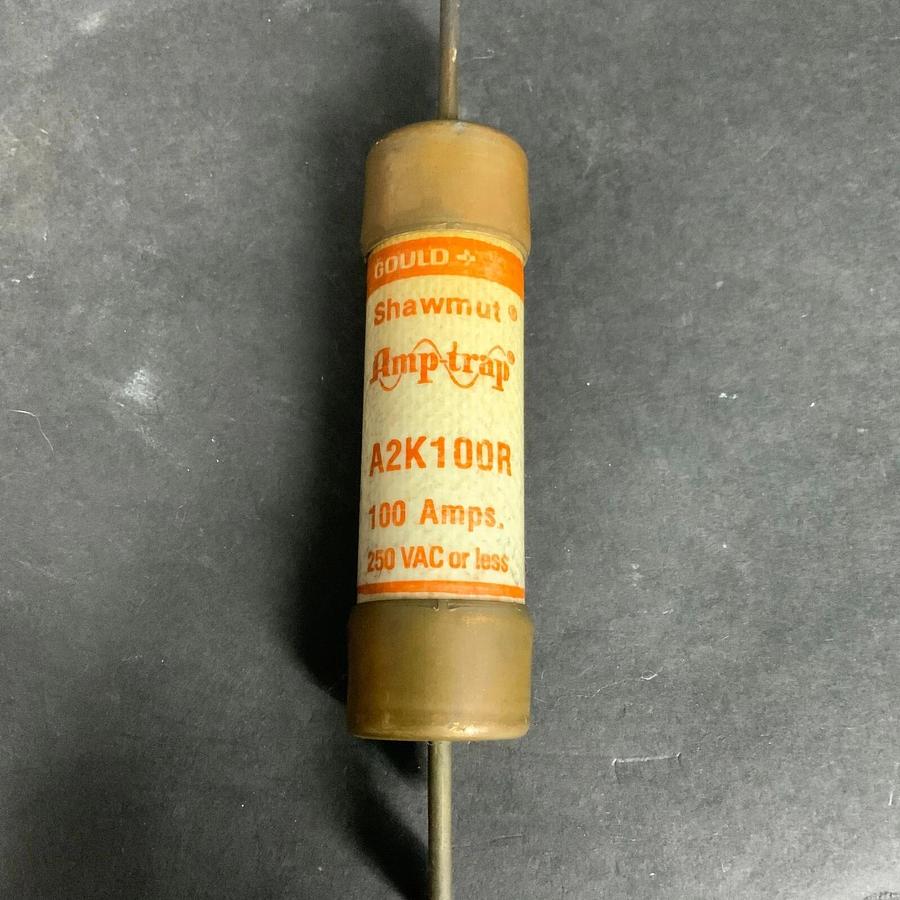 GOULD
Shawmut ®
Amp-trap®
A2K100R
100 Amps.
250 VAC or less